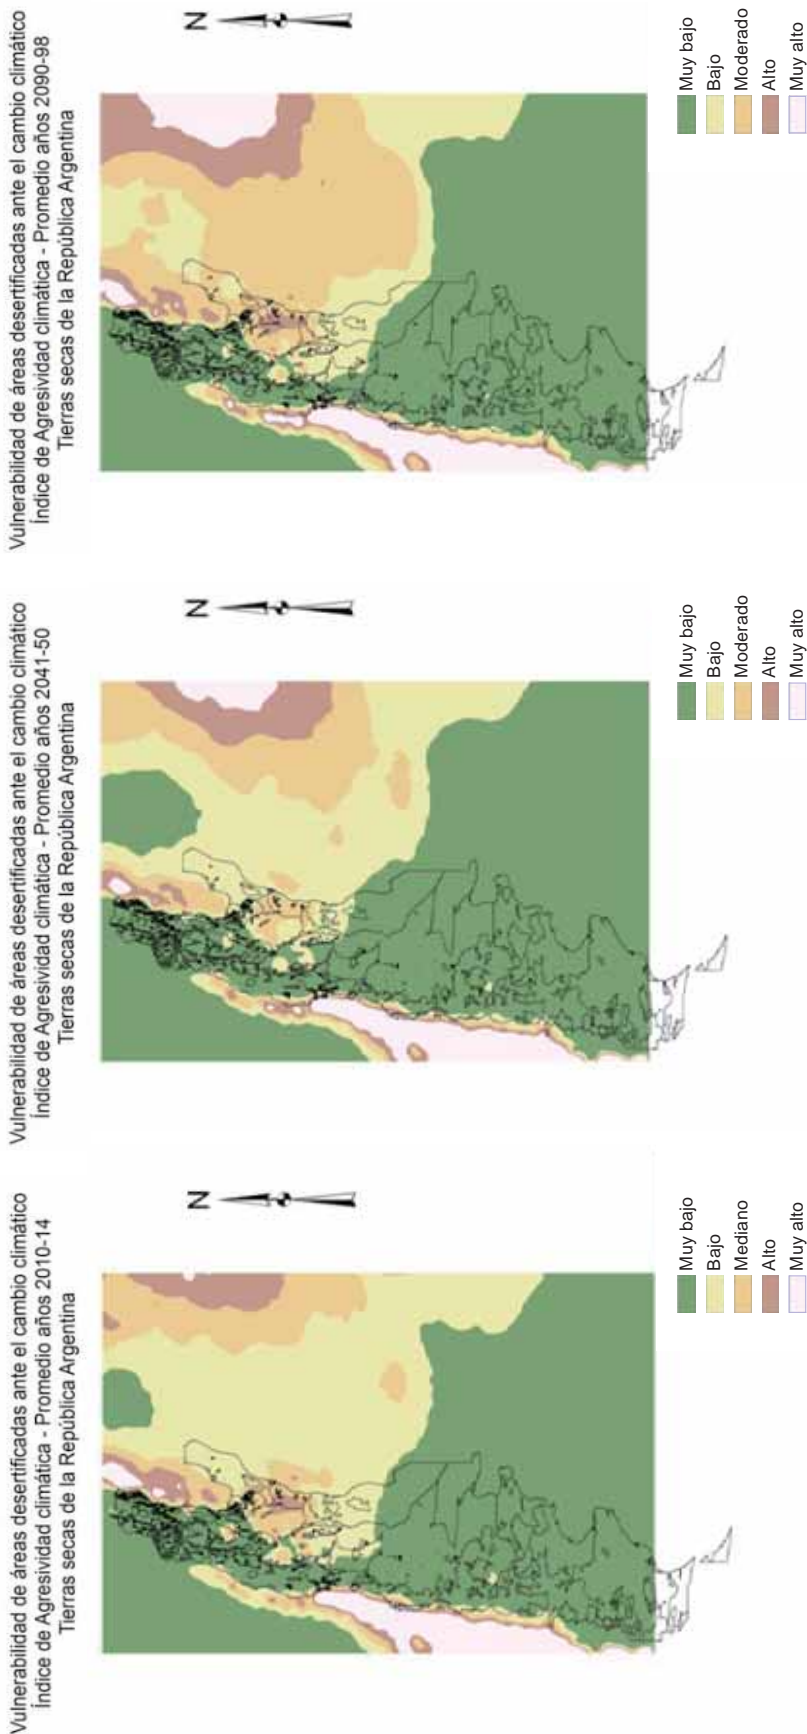 Vulnerabilidad de áreas desertificadas ante el cambio climático
Índice de Agresividad climática - Promedio años 2010-14
Tierras secas de la República Argentina
N
Muy bajo
Bajo
Mediano
Alto
Muy alto
Vulnerabilidad de áreas desertificadas ante el cambio climático
Índice de Agresividad climática - Promedio años 2041-50
Tierras secas de la República Argentina
N
Muy bajo
Bajo
Moderado
Alto
Muy alto
Vulnerabilidad de áreas desertificadas ante el cambio climático
Índice de Agresividad climática - Promedio años 2090-98
Tierras secas de la República Argentina
N
Muy bajo
Bajo
Moderado
Alto
Muy alto